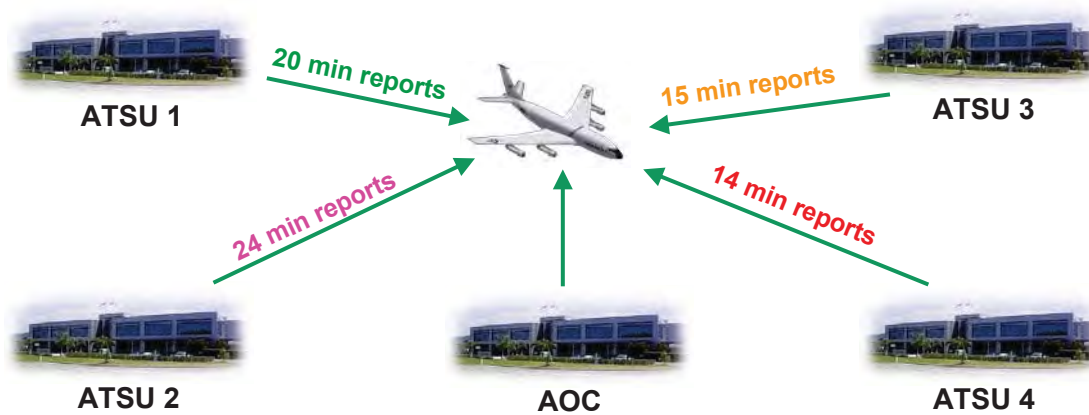 20 min reports
15 min reports
ATSU 1
ATSU 3
24 min reports
14 min reports
ATSU 2
AOC
ATSU 4